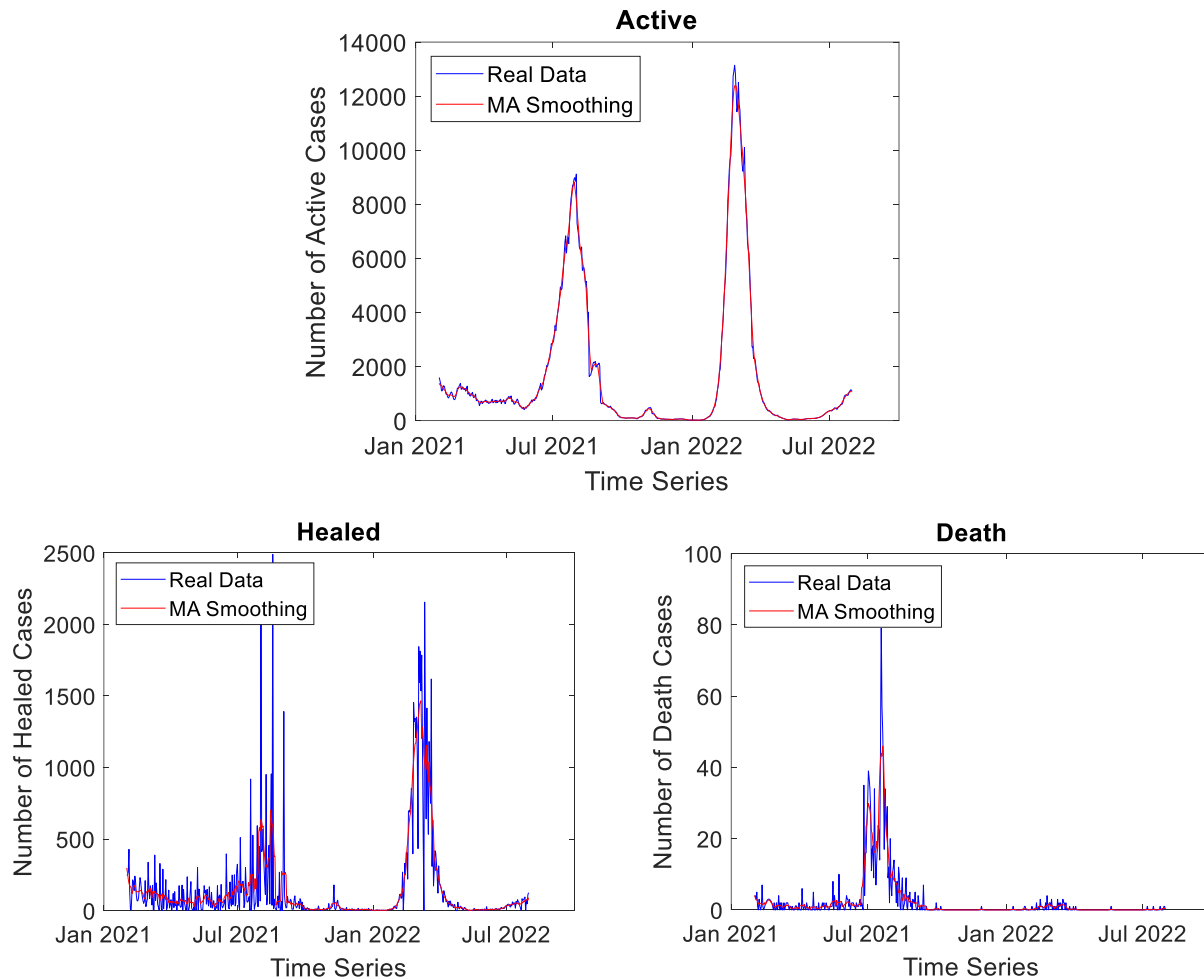 Active
14000
12000
10000
8000
6000
4000
2000
0
Real Data
MA Smoothing
Number of Active Cases
Jan 2021 Jul 2021 Jan 2022 Jul 2022
Time Series
Healed
2500
2000
1500
1000
500
0
Real Data
MA Smoothing
Number of Healed Cases
Jan 2021 Jul 2021 Jan 2022 Jul 2022
Time Series
Death
100
80
60
40
20
0
Real Data
MA Smoothing
Number of Death Cases
Jan 2021 Jul 2021 Jan 2022 Jul 2022
Time Series